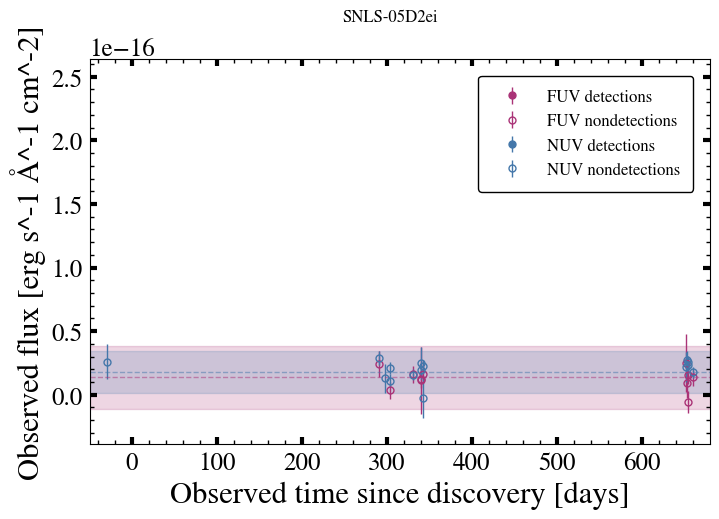 SNLS-05D2ei
1e−16
2.5
2.0
1.5
1.0
0.5
0.0
Observed flux [erg s^-1 Å^-1 cm^-2]
FUV detections
FUV nondetections
NUV detections
NUV nondetections
0 100 200 300 400 500 600
Observed time since discovery [days]